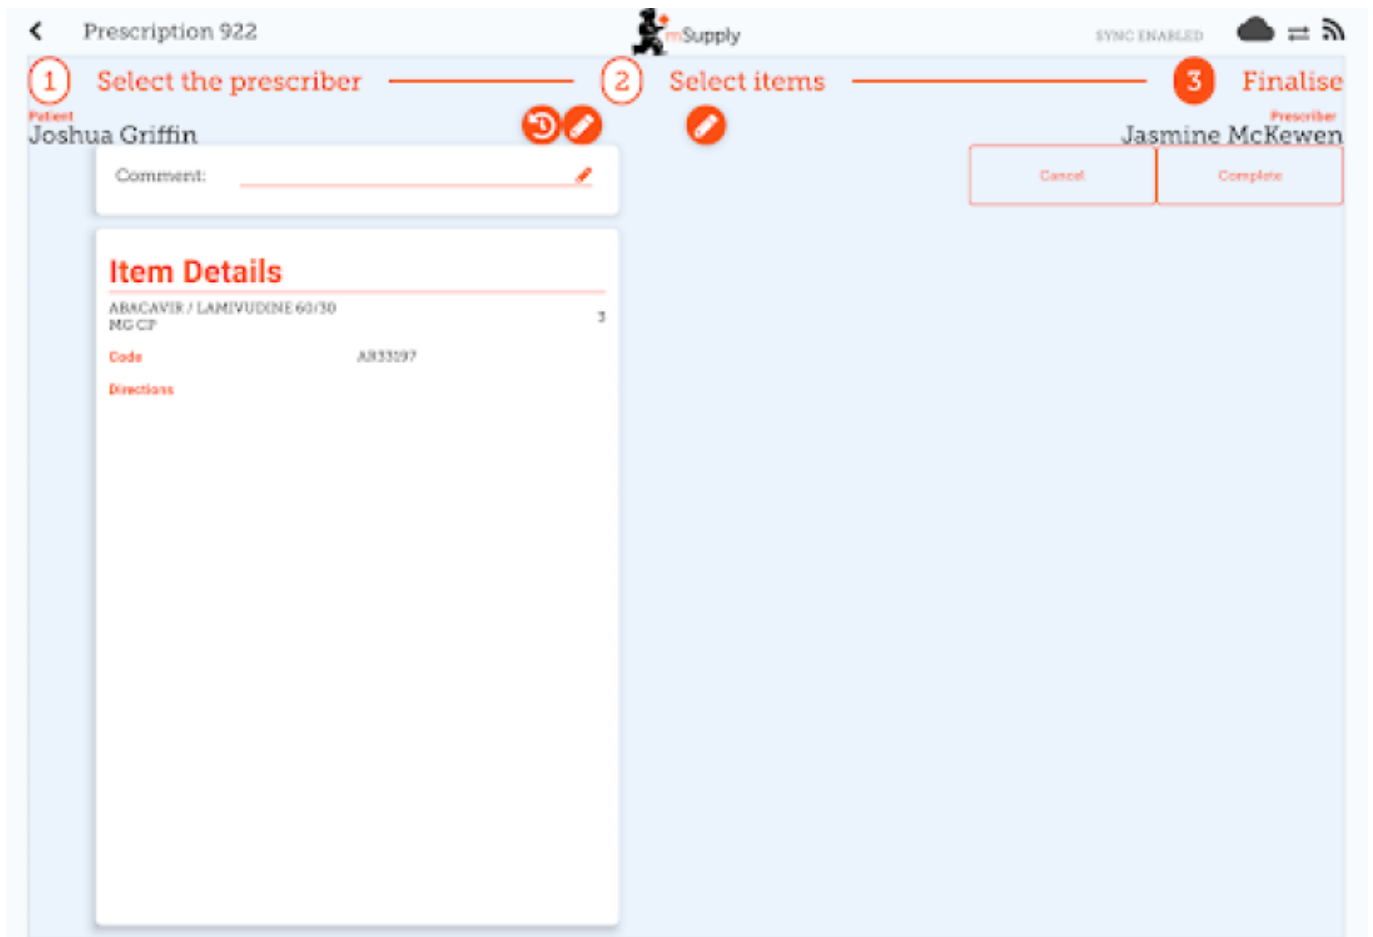 Prescription 922
mSupply
SYNC ENABLED
1 Select the prescriber
2 Select items
3 Finalise
Patient
Joshua Griffin
Prescriber
Jasmine McKewen
Comment:
Cancel
Complete
Item Details
ABACAVIR / LAMIVUDINE 60/30
MG CP
3
Code
AB33197
Directions